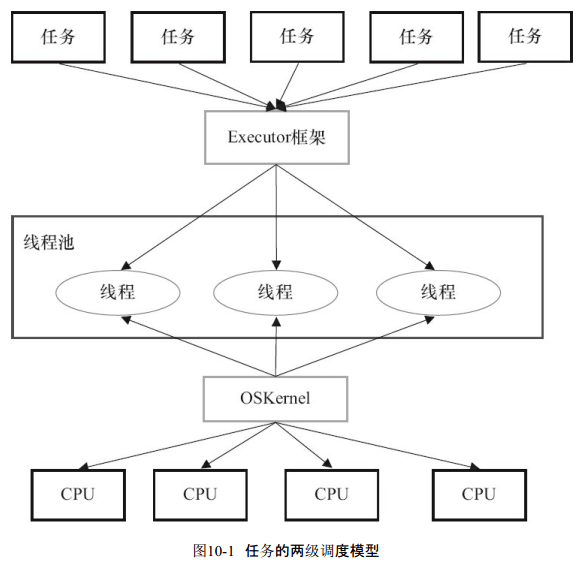 任务 任务 任务 任务 任务
Executor框架
线程池
线程 线程 线程
OSKernel
CPU CPU CPU CPU
图10-1 任务的两级调度模型